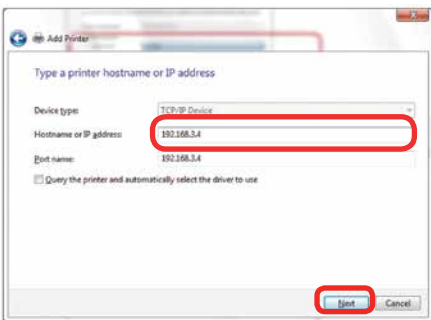 Add Printer
Type a printer hostname or IP address
Device type: TCP/IP Device
Hostname or IP address: 192.168.3.4
Port name: 192.168.3.4
Query the printer and automatically select the driver to use
Next Cancel